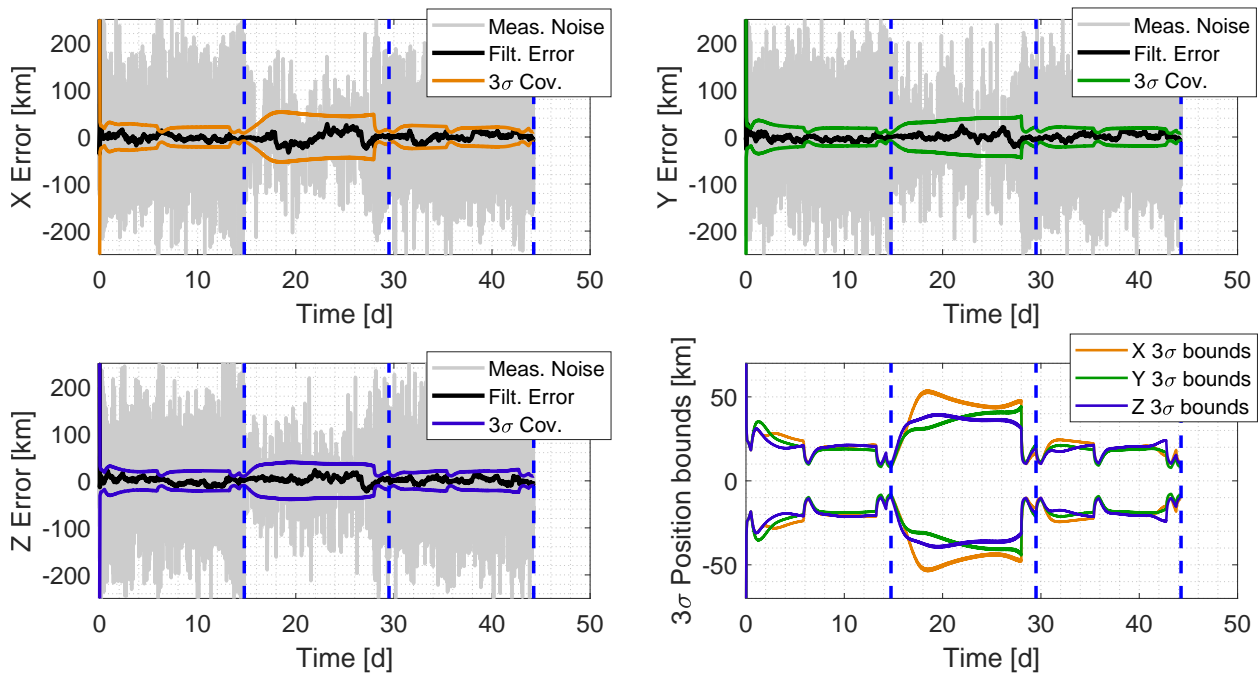 X Error [km]
200
100
0
-100
-200
Meas. Noise
Filt. Error
3σ Cov.
0
10
20
30
40
50
Time [d]
Y Error [km]
200
100
0
-100
-200
Meas. Noise
Filt. Error
3σ Cov.
0
10
20
30
40
50
Time [d]
Z Error [km]
200
100
0
-100
-200
Meas. Noise
Filt. Error
3σ Cov.
0
10
20
30
40
50
Time [d]
3σ Position bounds [km]
50
0
-50
X 3σ bounds
Y 3σ bounds
Z 3σ bounds
0
10
20
30
40
50
Time [d]